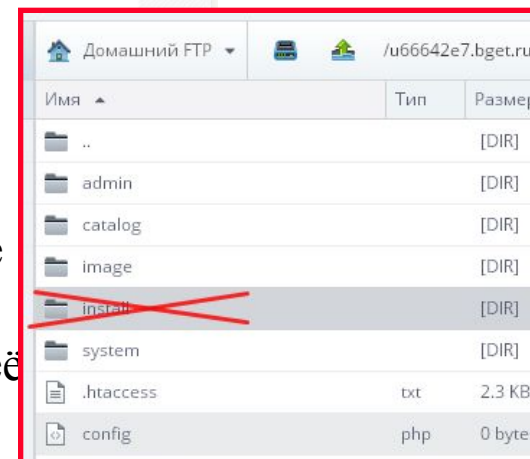 Домашний FTP /u66642e7.bget.ru
Имя Тип Размер
.. [DIR]
admin [DIR]
catalog [DIR]
image [DIR]
install [DIR]
system [DIR]
.htaccess txt 2.3 KB
config php 0 byte
её